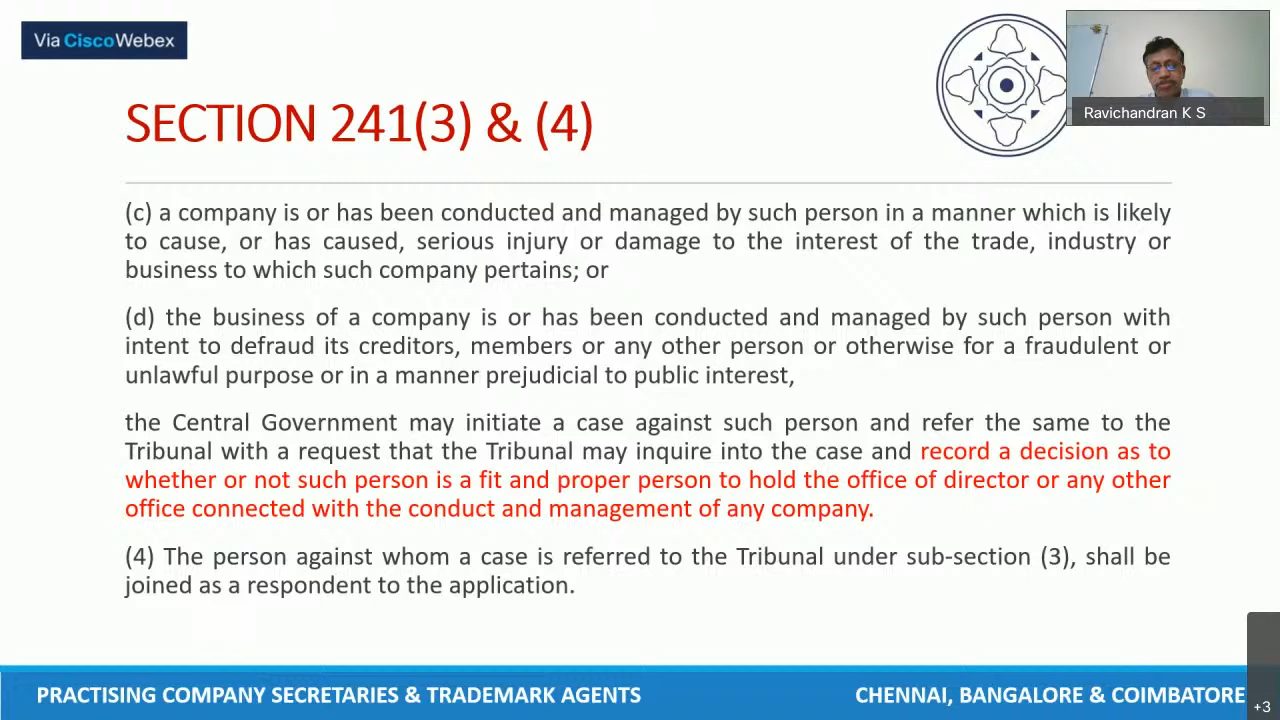 Via CiscoWebex
Ravichandran K S
SECTION 241(3) & (4)
(c) a company is or has been conducted and managed by such person in a manner which is likely
to cause, or has caused, serious injury or damage to the interest of the trade, industry or
business to which such company pertains; or
(d) the business of a company is or has been conducted and managed by such person with
intent to defraud its creditors, members or any other person or otherwise for a fraudulent or
unlawful purpose or in a manner prejudicial to public interest,
the Central Government may initiate a case against such person and refer the same to the
Tribunal with a request that the Tribunal may inquire into the case and record a decision as to
whether or not such person is a fit and proper person to hold the office of director or any other
office connected with the conduct and management of any company.
(4) The person against whom a case is referred to the Tribunal under sub-section (3), shall be
joined as a respondent to the application.
PRACTISING COMPANY SECRETARIES & TRADEMARK AGENTS
CHENNAI, BANGALORE & COIMBATORE
+3